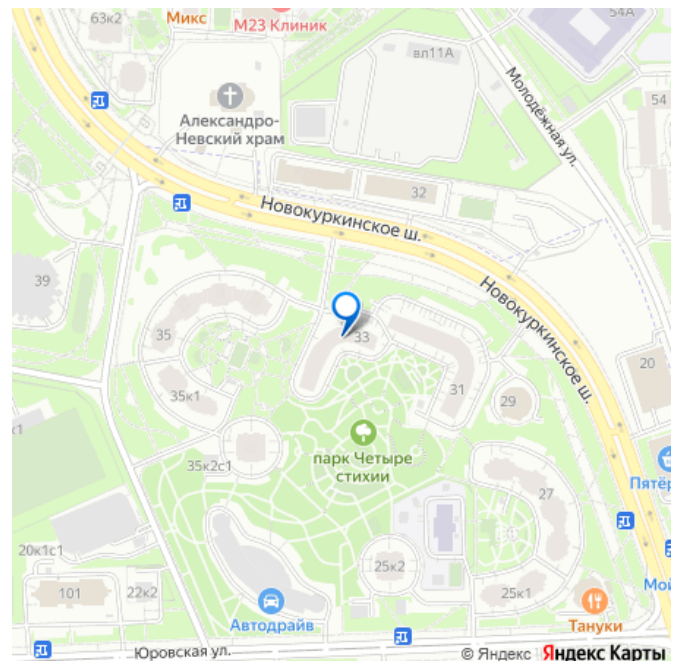 63к2
Микс
М23 Клиник
54А
вл11А
Александро-
Невский храм
Молодёжная ул.
54
32
Новокуркинское ш.
39
Новокуркинское ш.
35
33
31
20
35к1
29
парк Четыре
стихии
35к2с1
27
Пятёр
20к1с1
25к2
101
22к2
25к1
Мой
Автодрайв
Тануки
Юровская ул.
© Яндекс Яндекс Карты